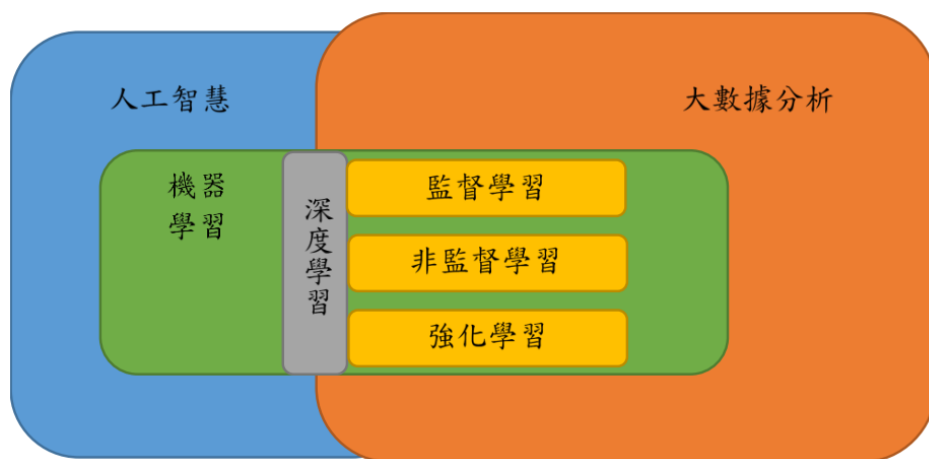 人工智慧
大數據分析
機器
學習
深度學習
監督學習
非監督學習
強化學習